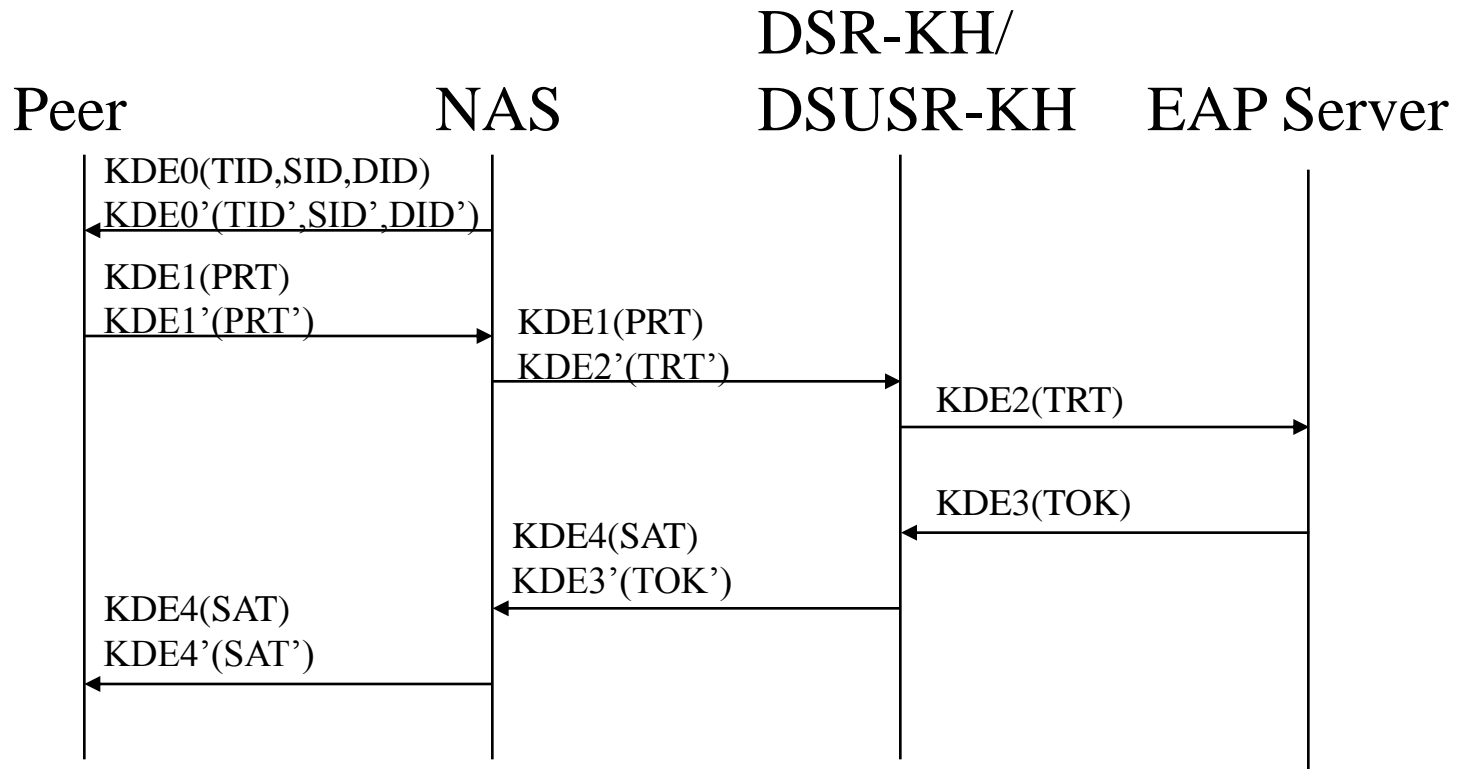 DSR-KH/
Peer NAS DSUSR-KH EAP Server
KDE0(TID,SID,DID)
KDE0’(TID’,SID’,DID’)
KDE1(PRT)
KDE1’(PRT’)
KDE1(PRT)
KDE2’(TRT’)
KDE2(TRT)
KDE3(TOK)
KDE4(SAT)
KDE3’(TOK’)
KDE4(SAT)
KDE4’(SAT’)